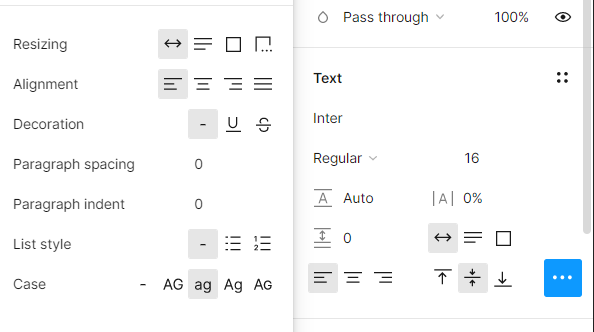 Resizing
Alignment
Decoration - U S
Paragraph spacing 0
Paragraph indent 0
List style -
Case - AG ag Ag AG
Pass through 100%
Text
Inter
Regular 16
A Auto |A| 0%
0